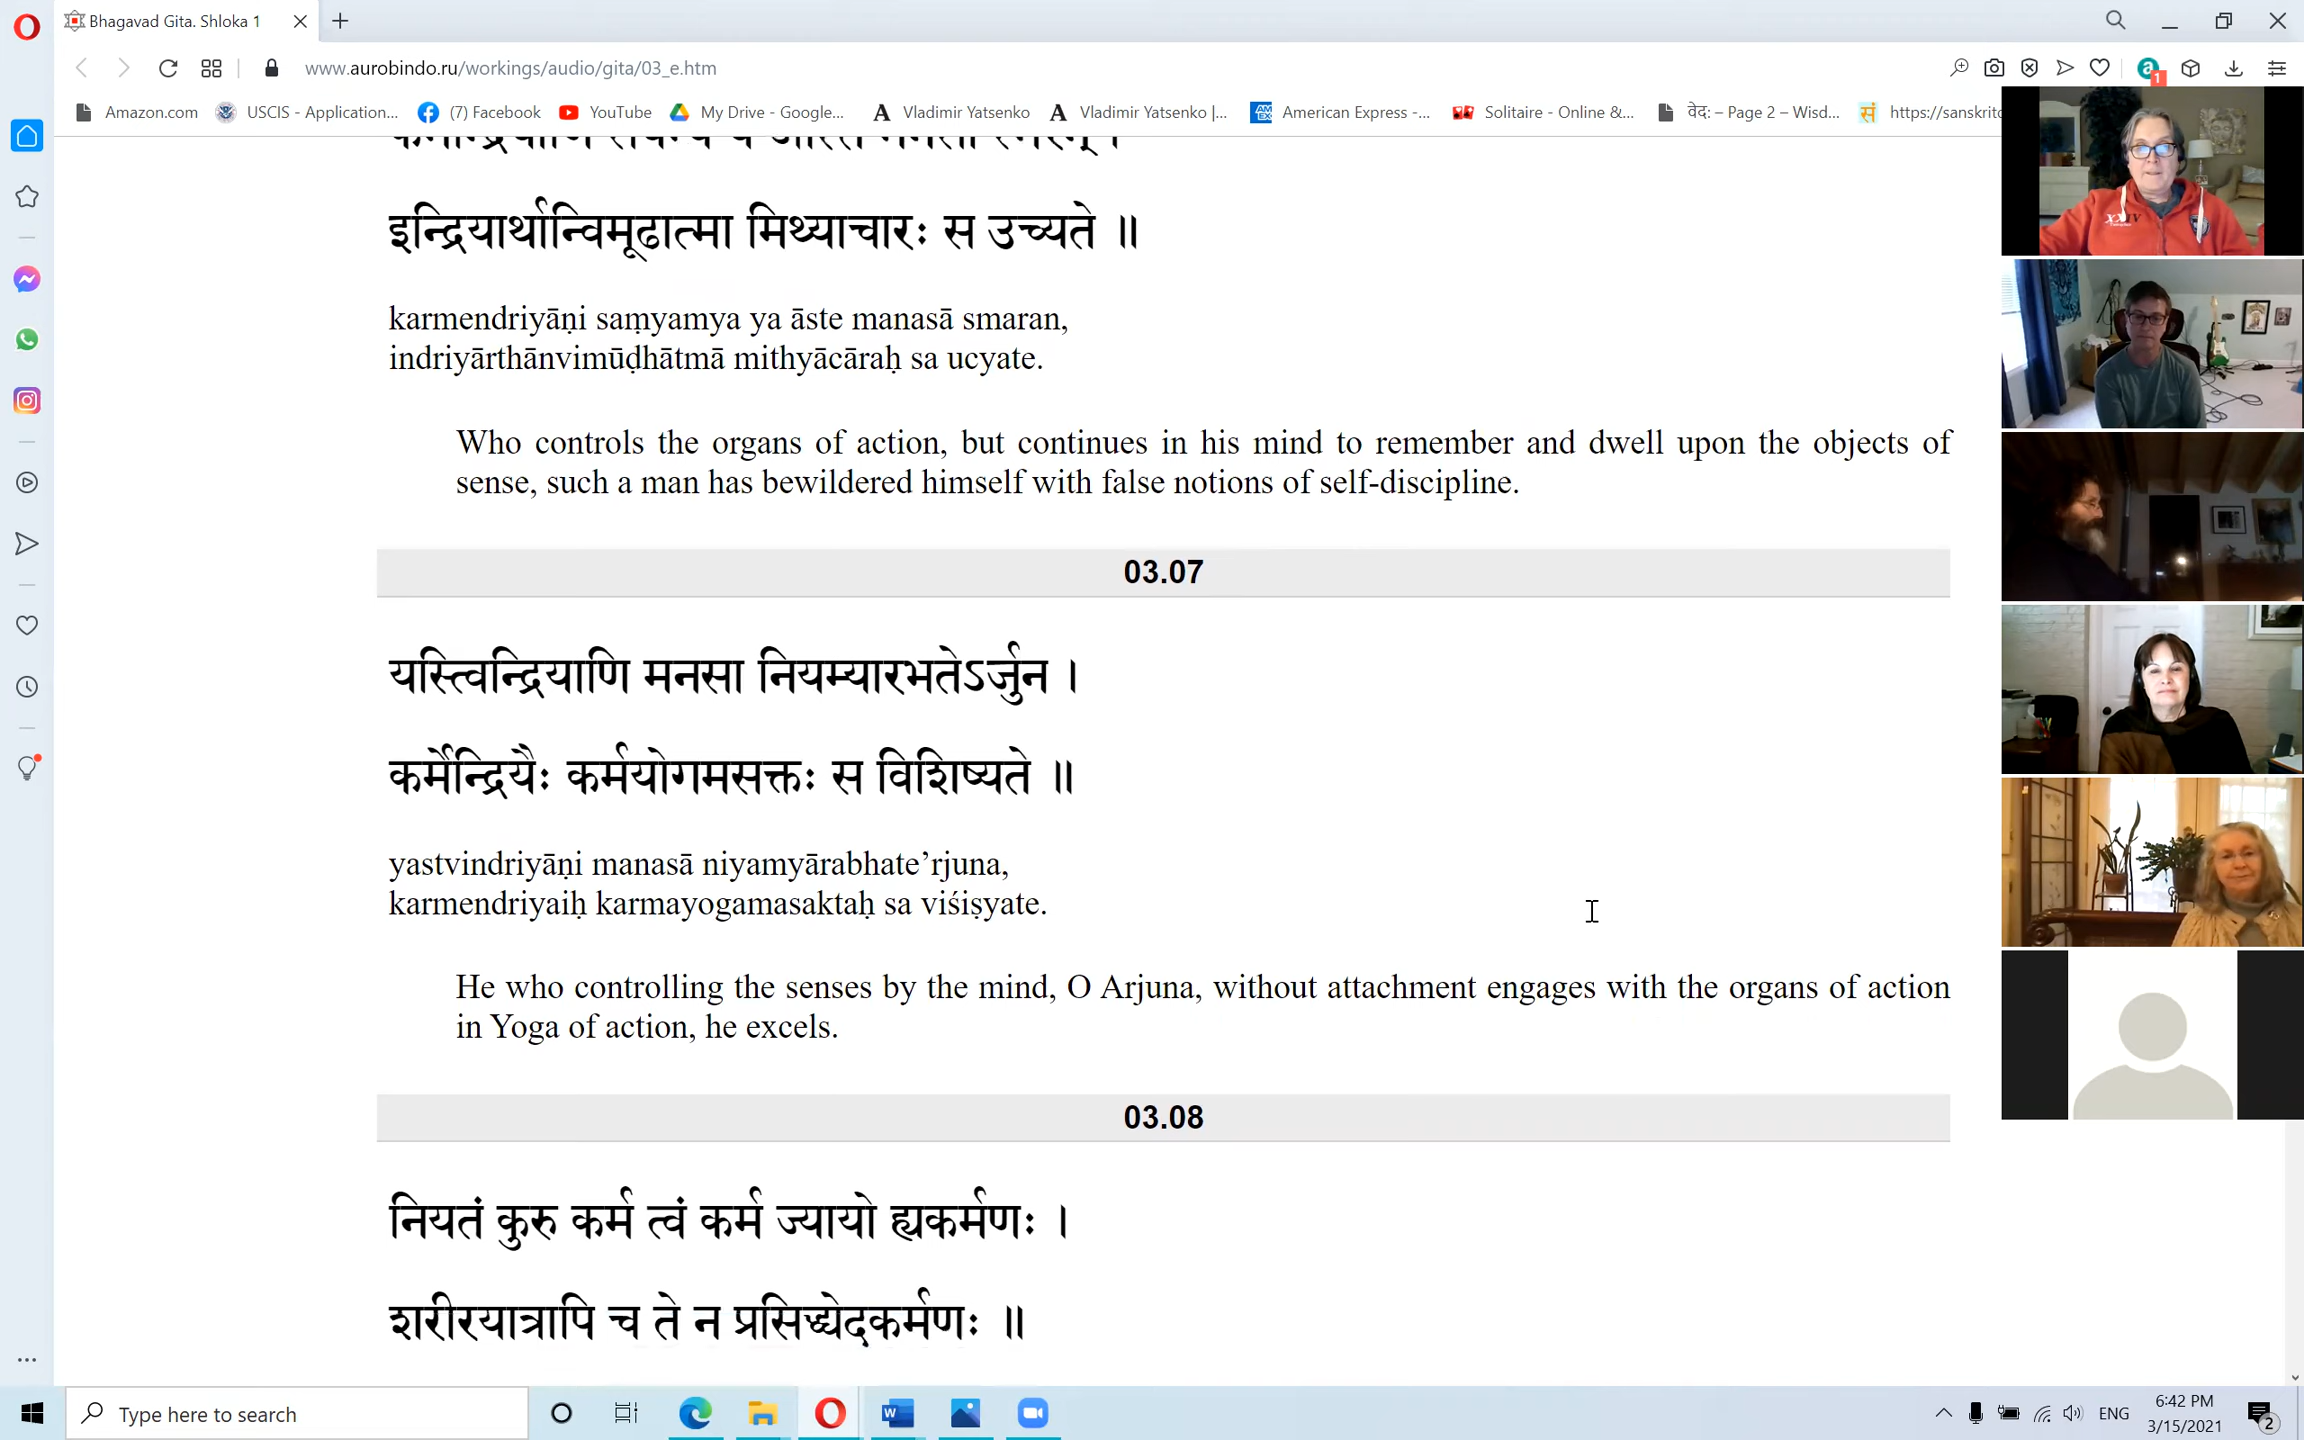 Bhagavad Gita. Shloka 1
www.aurobindo.ru/workings/audio/gita/03_e.htm
1
Amazon.com
USCIS - Application...
(7) Facebook
YouTube
My Drive - Google...
Vladimir Yatsenko
Vladimir Yatsenko |...
American Express -...
Solitaire - Online &...
वेद: – Page 2 – Wisd...
https://sanskrito
इन्द्रियार्थान्विमूढात्मा मिथ्याचारः स उच्यते ॥
karmendriyāṇi saṃyamya ya āste manasā smaran,
indriyārthānvimūḍhātmā mithyācāraḥ sa ucyate.
Who controls the organs of action, but continues in his mind to remember and dwell upon the objects of
sense, such a man has bewildered himself with false notions of self-discipline.
03.07
यस्त्विन्द्रियाणि मनसा नियम्यारभतेऽर्जुन ।
कर्मेन्द्रियैः कर्मयोगमसक्तः स विशिष्यते ॥
yastvindriyāṇi manasā niyamyārabhate’rjuna,
karmendriyaiḥ karmayogamasaktaḥ sa viśiṣyate.
He who controlling the senses by the mind, O Arjuna, without attachment engages with the organs of action
in Yoga of action, he excels.
03.08
नियतं कुरु कर्म त्वं कर्म ज्यायो ह्यकर्मणः ।
शरीरयात्रापि च ते न प्रसिद्ध्येदकर्मणः ॥
XXIV
Type here to search
ENG
6:42 PM
3/15/2021
2